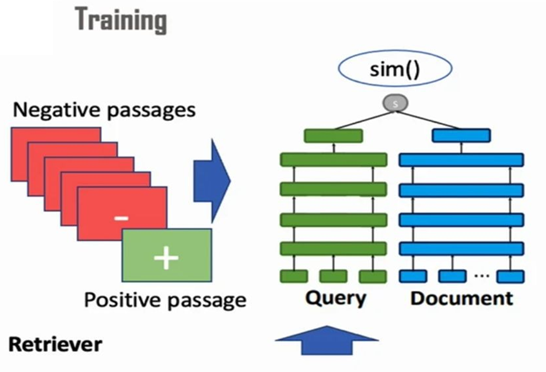 Training
sim()
s
Negative passages
-
+
Positive passage
Query
Document
...
Retriever